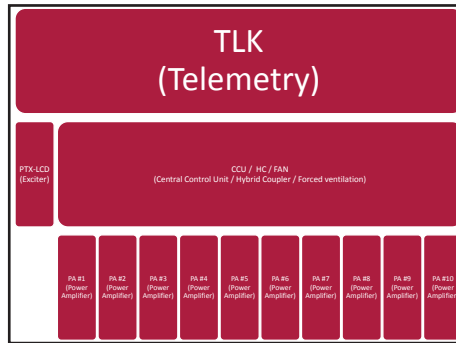 TLK
(Telemetry)
PTX-LCD
(Exciter)
CCU / HC / FAN
(Central Control Unit / Hybrid Coupler / Forced ventilation)
PA #1
(Power
Amplifier)
PA #2
(Power
Amplifier)
PA #3
(Power
Amplifier)
PA #4
(Power
Amplifier)
PA #5
(Power
Amplifier)
PA #6
(Power
Amplifier)
PA #7
(Power
Amplifier)
PA #8
(Power
Amplifier)
PA #9
(Power
Amplifier)
PA #10
(Power
Amplifier)